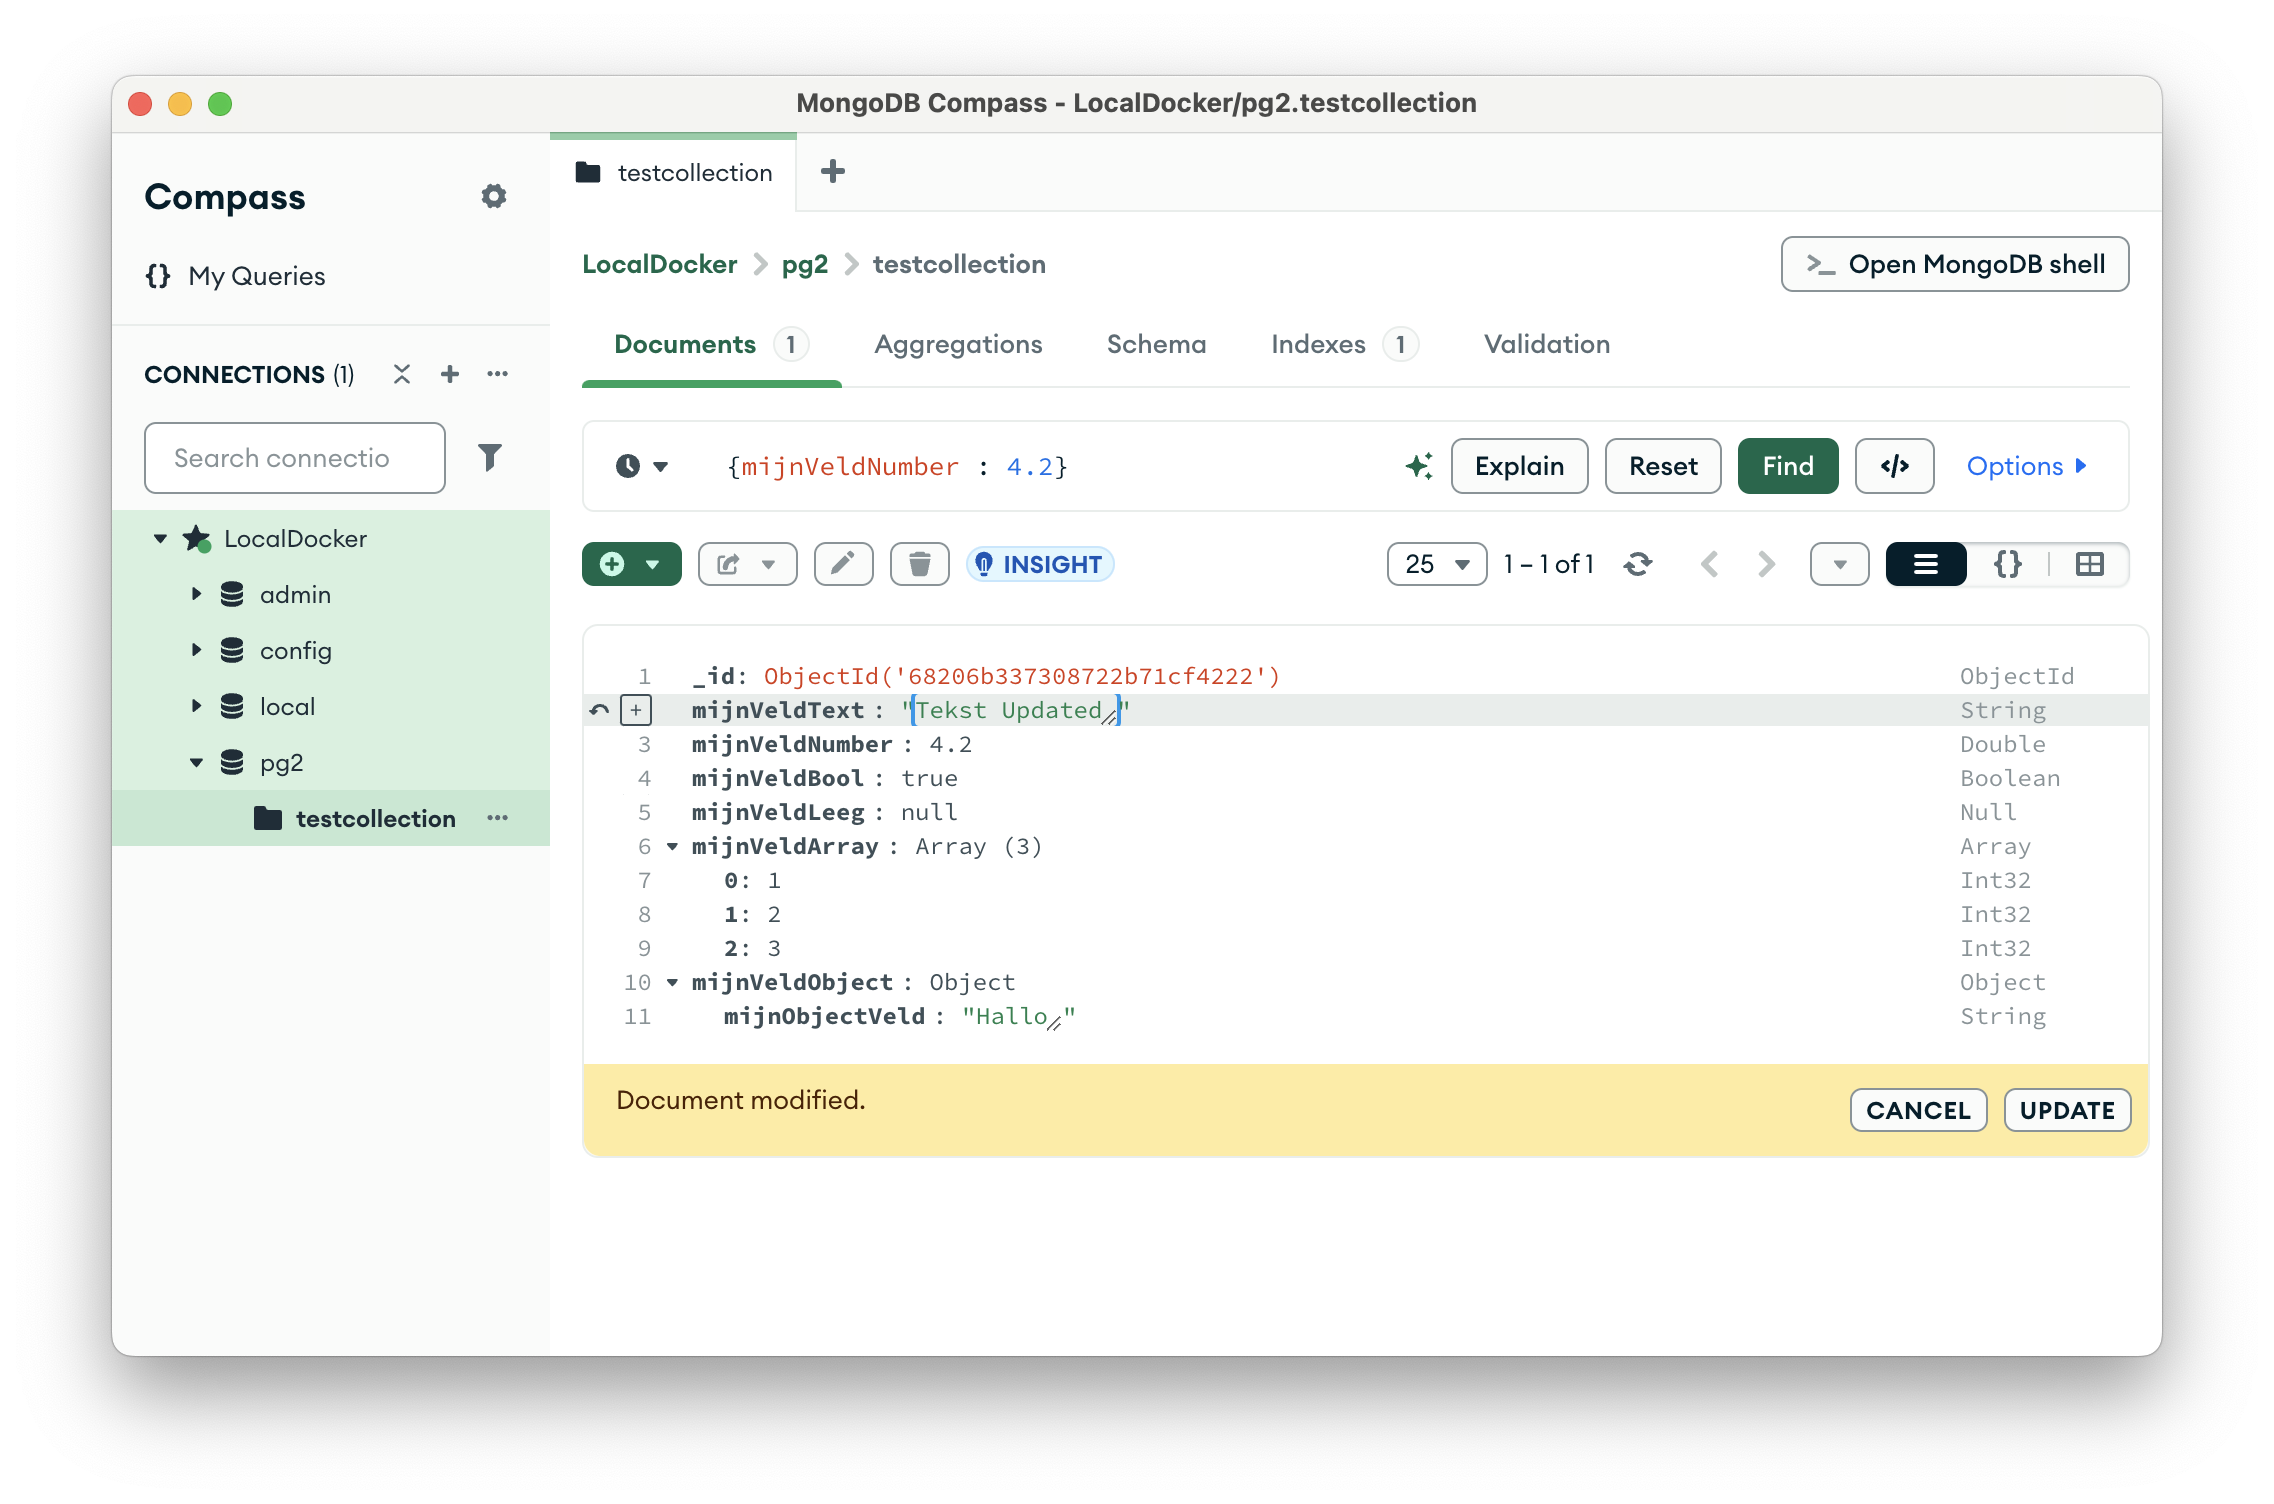 MongoDB Compass - LocalDocker/pg2.testcollection
Compass
{} My Queries
CONNECTIONS (1)
Search connectio
LocalDocker
admin
config
local
pg2
testcollection
testcollection
LocalDocker > pg2 > testcollection
>_ Open MongoDB shell
Documents 1 Aggregations Schema Indexes 1 Validation
{mijnVeldNumber : 4.2}
Explain Reset Find </> Options
INSIGHT
25 1 – 1 of 1 {}
1 _id: ObjectId('68206b337308722b71cf4222') ObjectId
+ mijnVeldText : "Tekst Updated" String
3 mijnVeldNumber : 4.2 Double
4 mijnVeldBool : true Boolean
5 mijnVeldLeeg : null Null
6 mijnVeldArray : Array (3) Array
7 0: 1 Int32
8 1: 2 Int32
9 2: 3 Int32
10 mijnVeldObject : Object Object
11 mijnObjectVeld : "Hallo" String
Document modified.
CANCEL UPDATE